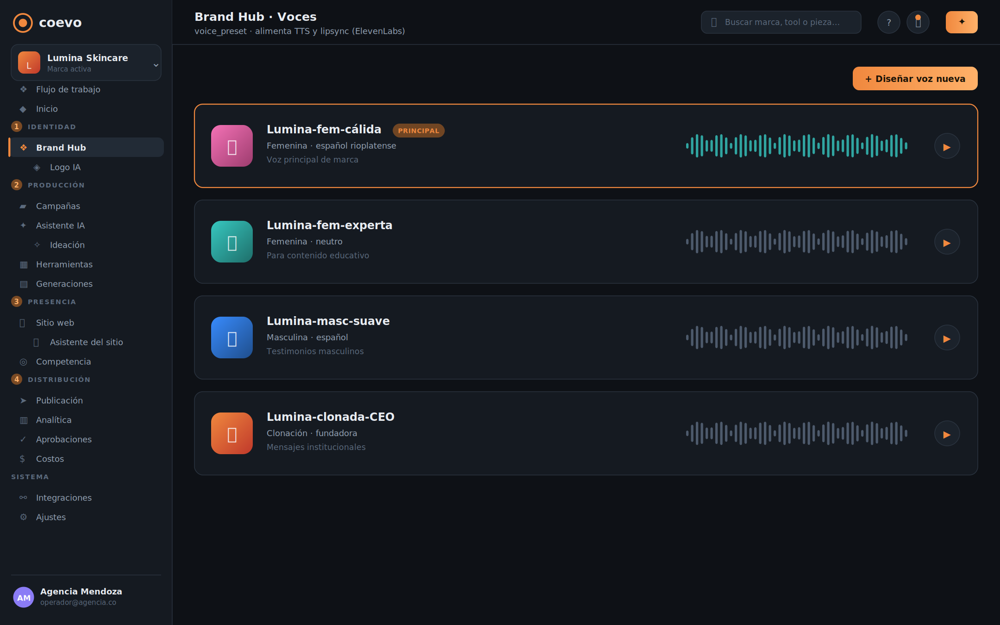 coevo
Lumina Skincare
L
Marca activa
Flujo de trabajo
Inicio
1 IDENTIDAD
Brand Hub
Logo IA
2 PRODUCCIÓN
Campañas
Asistente IA
Ideación
Herramientas
Generaciones
3 PRESENCIA
Sitio web
Asistente del sitio
Competencia
4 DISTRIBUCIÓN
Publicación
Analítica
Aprobaciones
$ Costos
SISTEMA
Integraciones
Ajustes
AM
Agencia Mendoza
operador@agencia.co
Brand Hub · Voces
voice_preset · alimenta TTS y lipsync (ElevenLabs)
Buscar marca, tool o pieza...
?
+ Diseñar voz nueva
Lumina-fem-cálida PRINCIPAL
Femenina · español rioplatense
Voz principal de marca
Lumina-fem-experta
Femenina · neutro
Para contenido educativo
Lumina-masc-suave
Masculina · español
Testimonios masculinos
Lumina-clonada-CEO
Clonación · fundadora
Mensajes institucionales